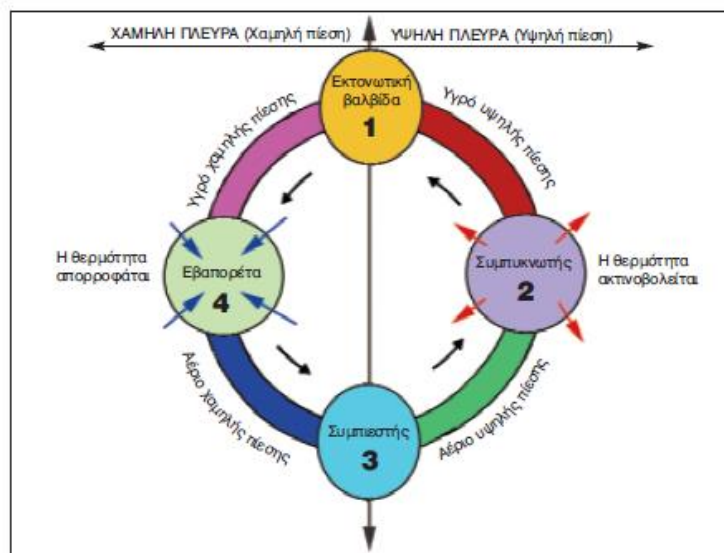 ΧΑΜΗΛΗ ΠΛΕΥΡΑ (Χαμηλή πίεση)
ΥΨΗΛΗ ΠΛΕΥΡΑ (Υψηλή πίεση)
Εκτονωτική
βαλβίδα
1
Υγρό χαμηλής πίεσης
Υγρό υψηλής πίεσης
Η θερμότητα
απορροφάται
Εβαπορέτα
4
Συμπυκνωτής
2
Η θερμότητα
ακτινοβολείται
Αέριο χαμηλής πίεσης
Αέριο υψηλής πίεσης
Συμπιεστής
3